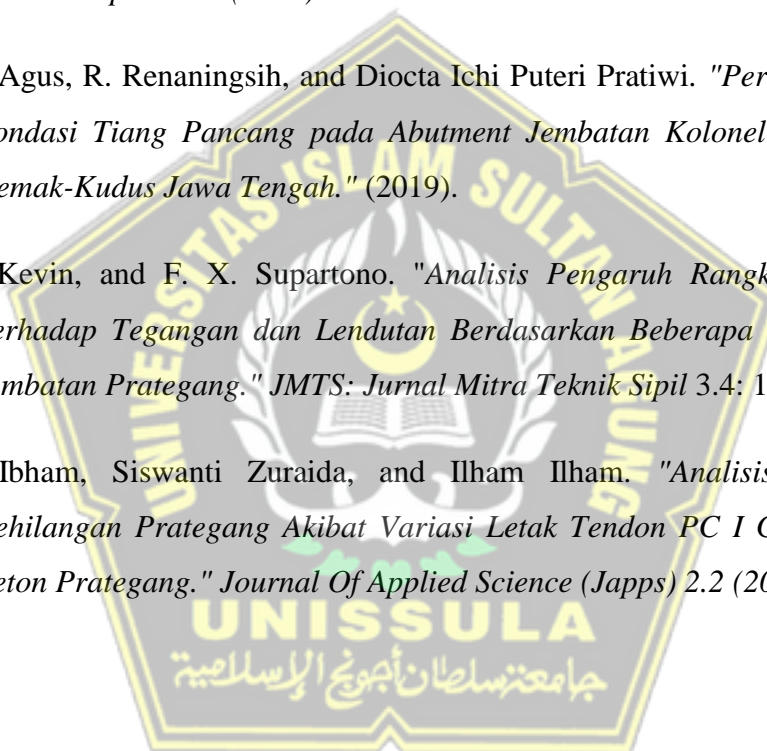 Agus, R. Renaningsih, and Diocta Ichi Puteri Pratiwi. "Per
ondasi Tiang Pancang pada Abutment Jembatan Kolonel
emak-Kudus Jawa Tengah." (2019).
Kevin, and F. X. Supartono. "Analisis Pengaruh Rangk
erhadap Tegangan dan Lendutan Berdasarkan Beberapa
mbatan Prategang." JMTS: Jurnal Mitra Teknik Sipil 3.4: 1
Ibham, Siswanti Zuraida, and Ilham Ilham. "Analisis
ehilangan Prategang Akibat Variasi Letak Tendon PC I G
eton Prategang." Journal Of Applied Science (Japps) 2.2 (20
UNIVERSITAS ISLAM SULTAN AGUNG
UNISSULA
جامعة سلطان أجونج الإسلامية